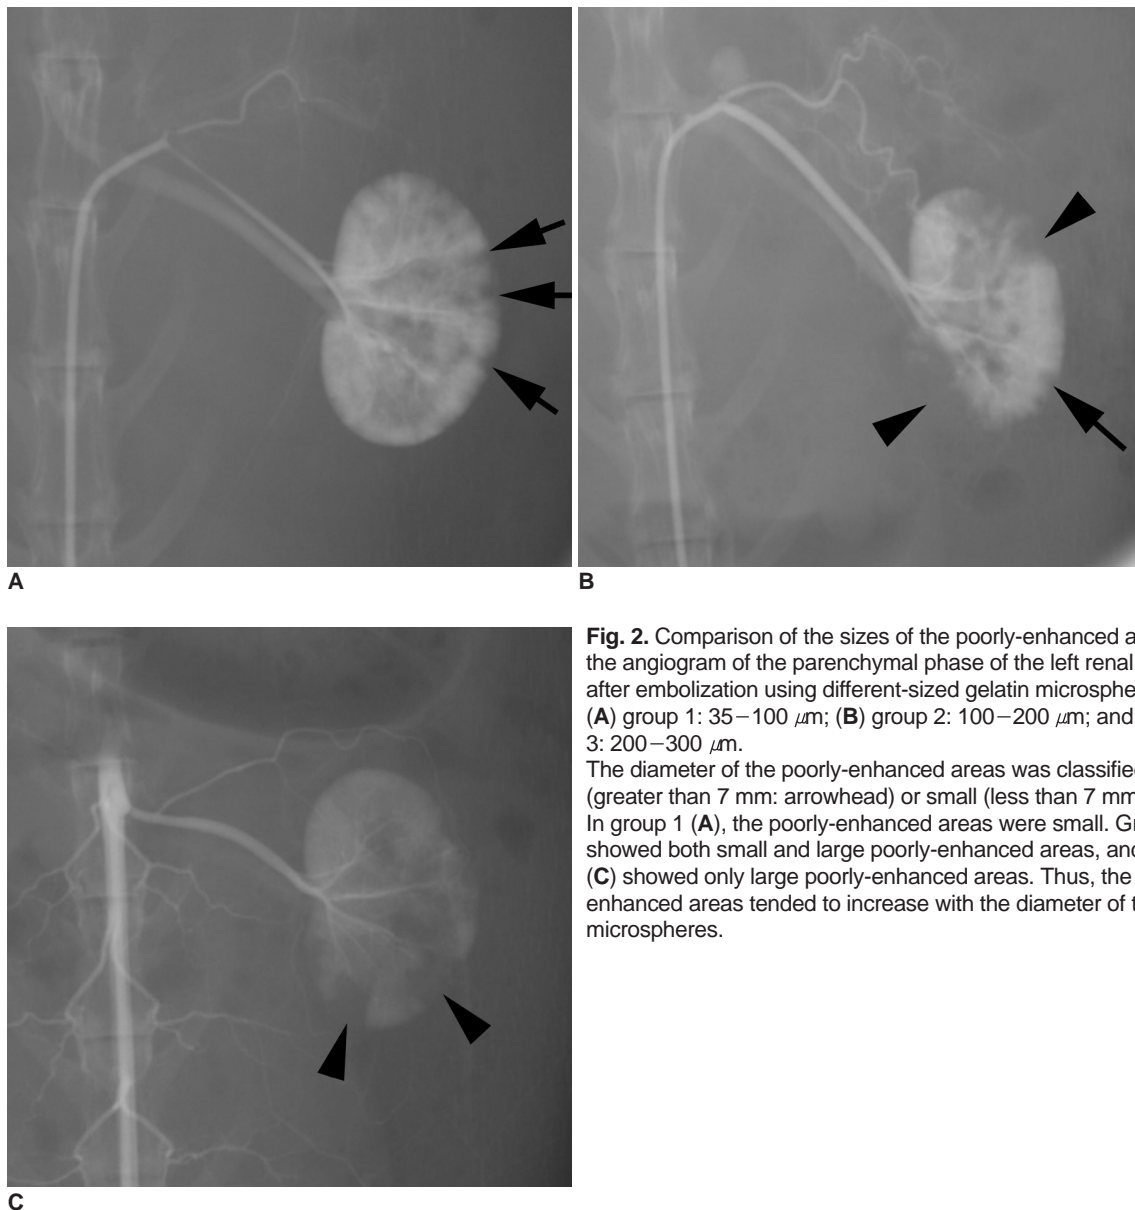 A
B
Fig. 2. Comparison of the sizes of the poorly-enhanced a
the angiogram of the parenchymal phase of the left renal
after embolization using different-sized gelatin microsphe
(A) group 1: 35−100 μm; (B) group 2: 100−200 μm; and
3: 200−300 μm.
The diameter of the poorly-enhanced areas was classified
(greater than 7 mm: arrowhead) or small (less than 7 mm
In group 1 (A), the poorly-enhanced areas were small. Gr
showed both small and large poorly-enhanced areas, and
(C) showed only large poorly-enhanced areas. Thus, the
enhanced areas tended to increase with the diameter of t
microspheres.
C